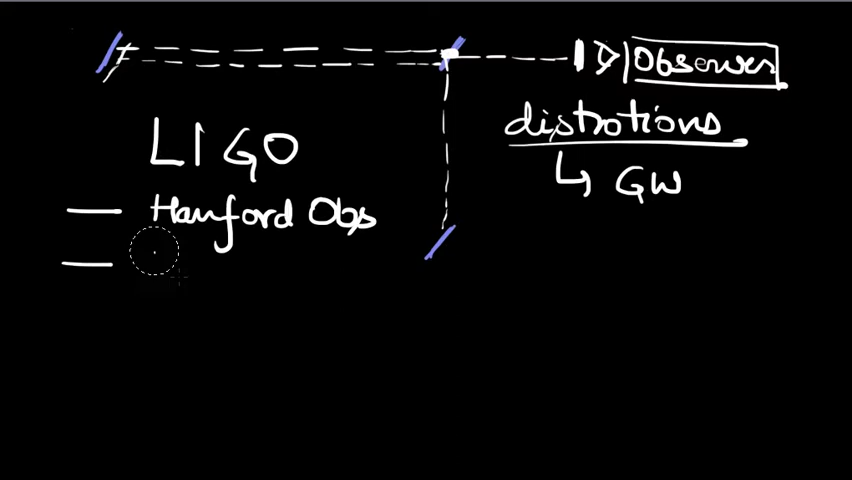 Observer
distrotions
↳ GW
LIGO
— Hanford Obs
—